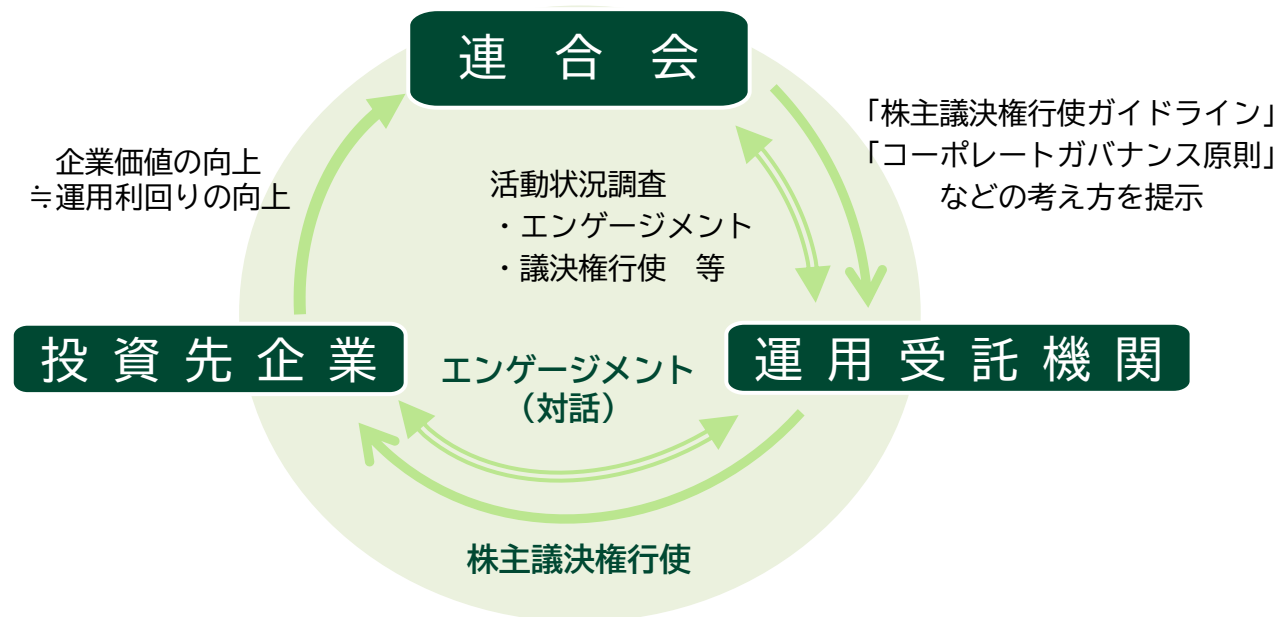 連合会
「株主議決権行使ガイドライン」
「コーポレートガバナンス原則」
などの考え方を提示
企業価値の向上
≒運用利回りの向上
活動状況調査
・エンゲージメント
・議決権行使　等
投資先企業
エンゲージメント
（対話）
運用受託機関
株主議決権行使